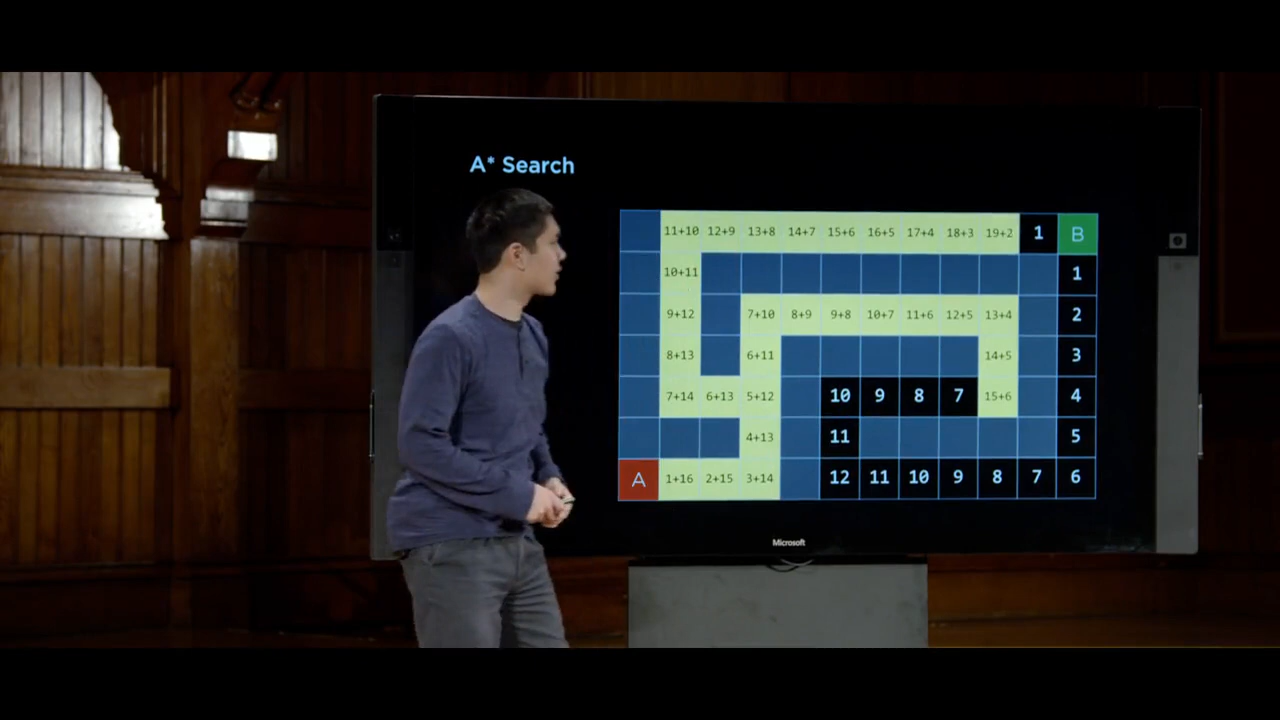 A* Search
11+10 12+9 13+8 14+7 15+6 16+5 17+4 18+3 19+2 1 B
10+11 1
9+12 7+10 8+9 9+8 10+7 11+6 12+5 13+4 2
8+13 6+11 14+5 3
7+14 6+13 5+12 10 9 8 7 15+6 4
4+13 11 5
A 1+16 2+15 3+14 12 11 10 9 8 7 6
Microsoft